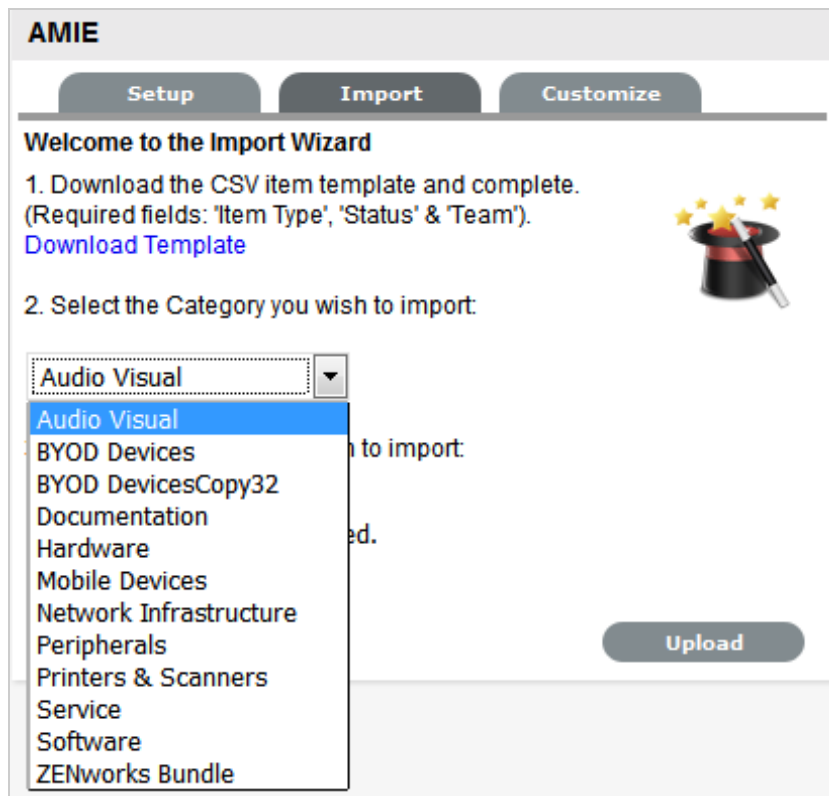 AMIE
Setup Import Customize
Welcome to the Import Wizard
1. Download the CSV item template and complete.
(Required fields: 'Item Type', 'Status' & 'Team').
Download Template
2. Select the Category you wish to import:
Audio Visual
Audio Visual
BYOD Devices
to import:
BYOD DevicesCopy32
Documentation
ed.
Hardware
Mobile Devices
Network Infrastructure
Peripherals
Upload
Printers & Scanners
Service
Software
ZENworks Bundle